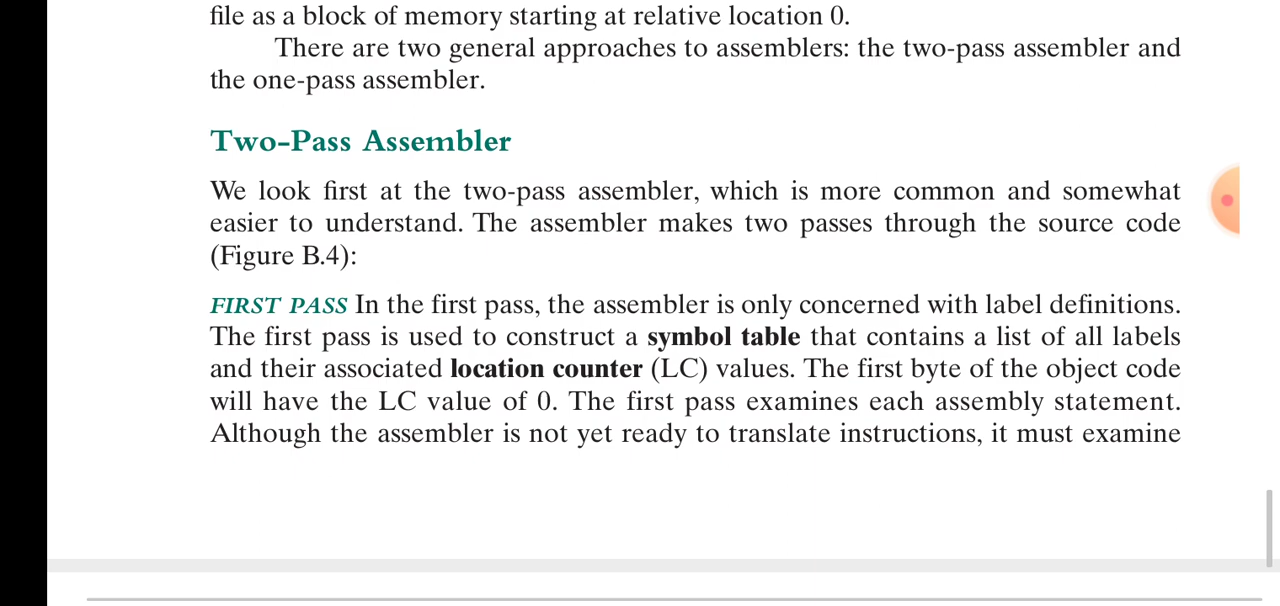 file as a block of memory starting at relative location 0.
There are two general approaches to assemblers: the two-pass assembler and
the one-pass assembler.
Two-Pass Assembler
We look first at the two-pass assembler, which is more common and somewhat
easier to understand. The assembler makes two passes through the source code
(Figure B.4):
FIRST PASS In the first pass, the assembler is only concerned with label definitions.
The first pass is used to construct a symbol table that contains a list of all labels
and their associated location counter (LC) values. The first byte of the object code
will have the LC value of 0. The first pass examines each assembly statement.
Although the assembler is not yet ready to translate instructions, it must examine